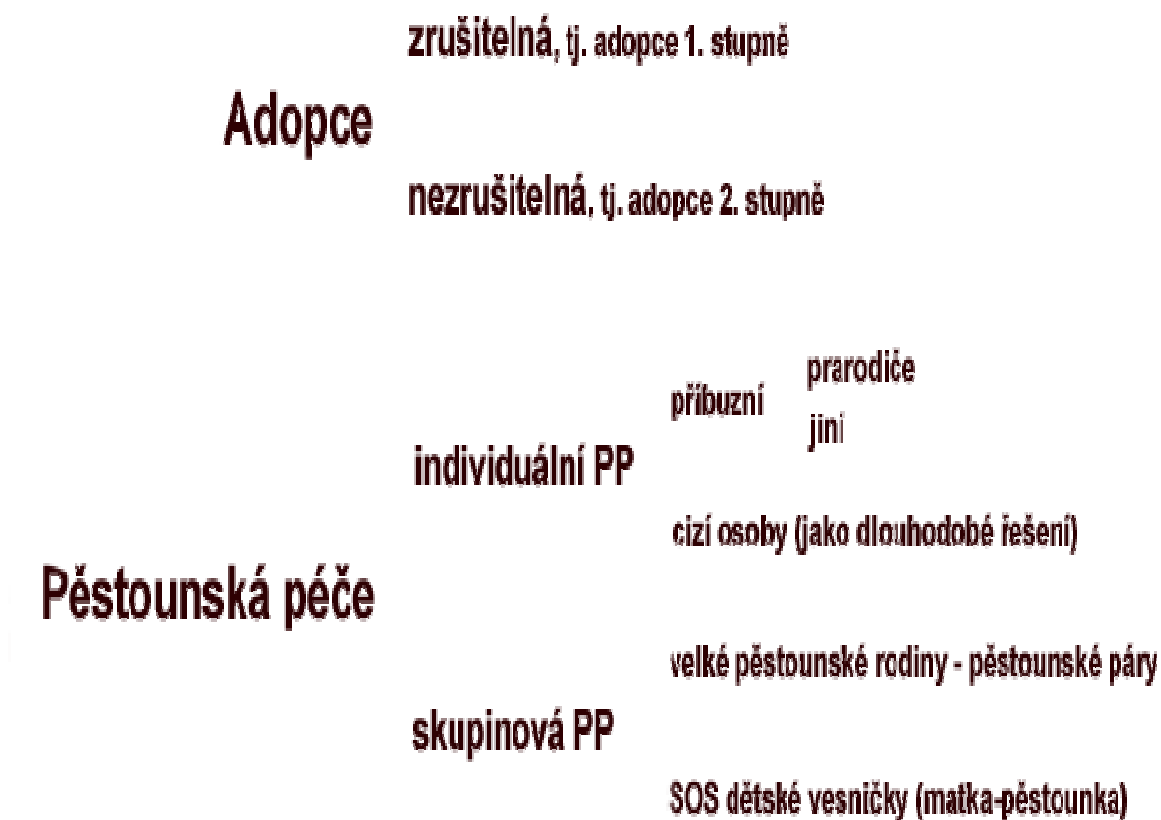 zrušitelná, tj. adopce 1. stupně
Adopce
nezrušitelná, tj. adopce 2. stupně
prarodiče
příbuzní
jiní
individuální PP
cizí osoby (jako dlouhodobé řešení)
Pěstounská péče
velké pěstounské rodiny - pěstounské páry
skupinová PP
SOS dětské vesničky (matka-pěstounka)